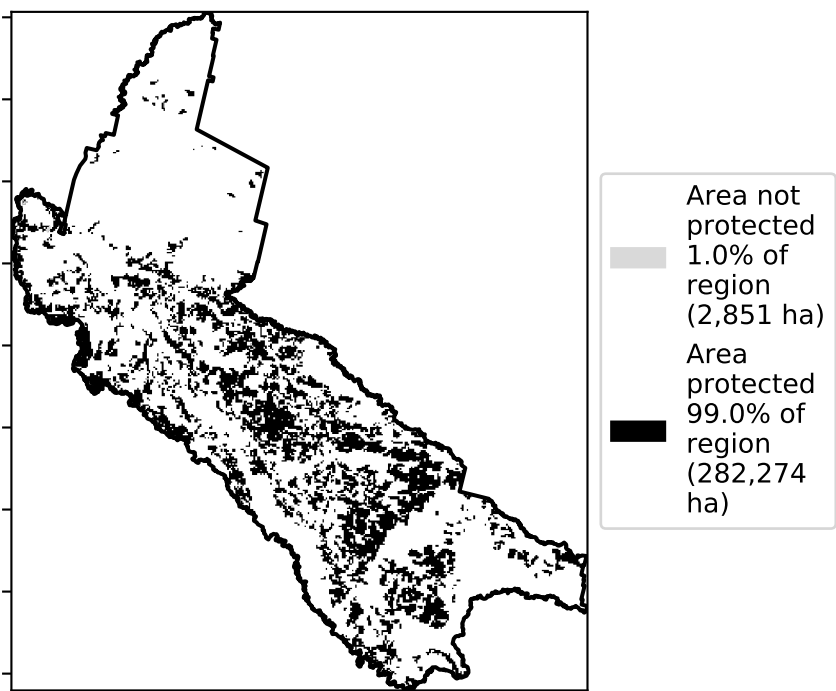 Area not
protected
1.0% of
region
(2,851 ha)
Area
protected
99.0% of
region
(282,274
ha)